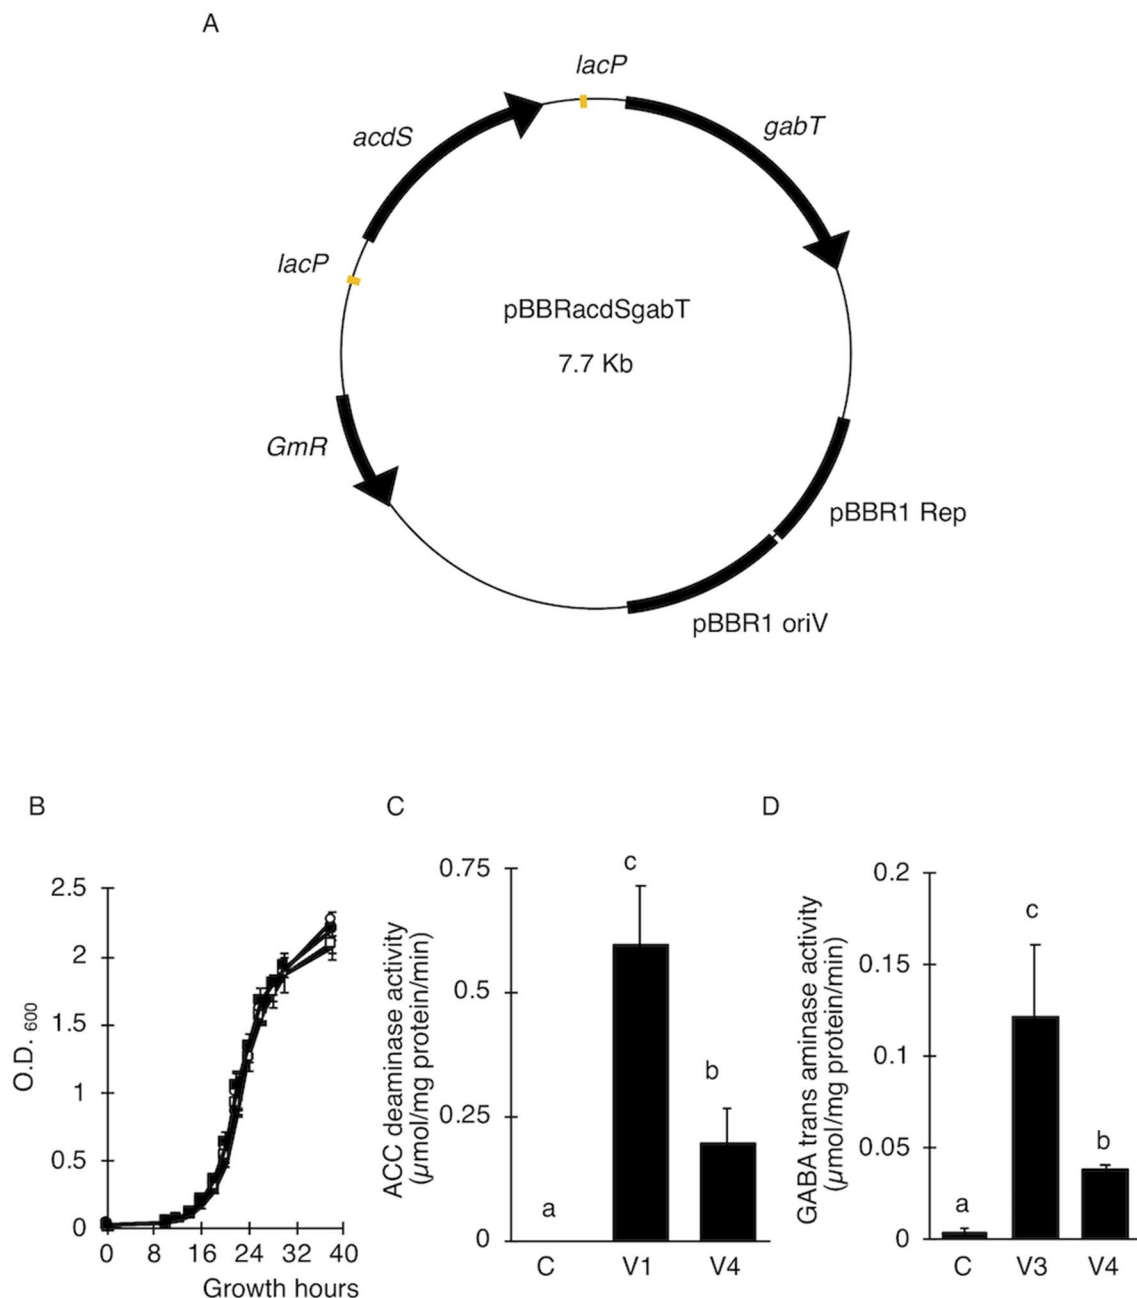 A
lacP
acdS
gabT
lacP
pBBRacdSgabT
7.7 Kb
GmR
pBBR1 Rep
pBBR1 oriV
B
2.5
2
1.5
1
0.5
0
O.D. 600
0 8 16 24 32 40
Growth hours
C
ACC deaminase activity
(µmol/mg protein/min)
0.75
0.5
0.25
0
a
c
b
C V1 V4
D
GABA trans aminase activity
(µmol/mg protein/min)
0.2
0.15
0.1
0.05
0
a
c
b
C V3 V4